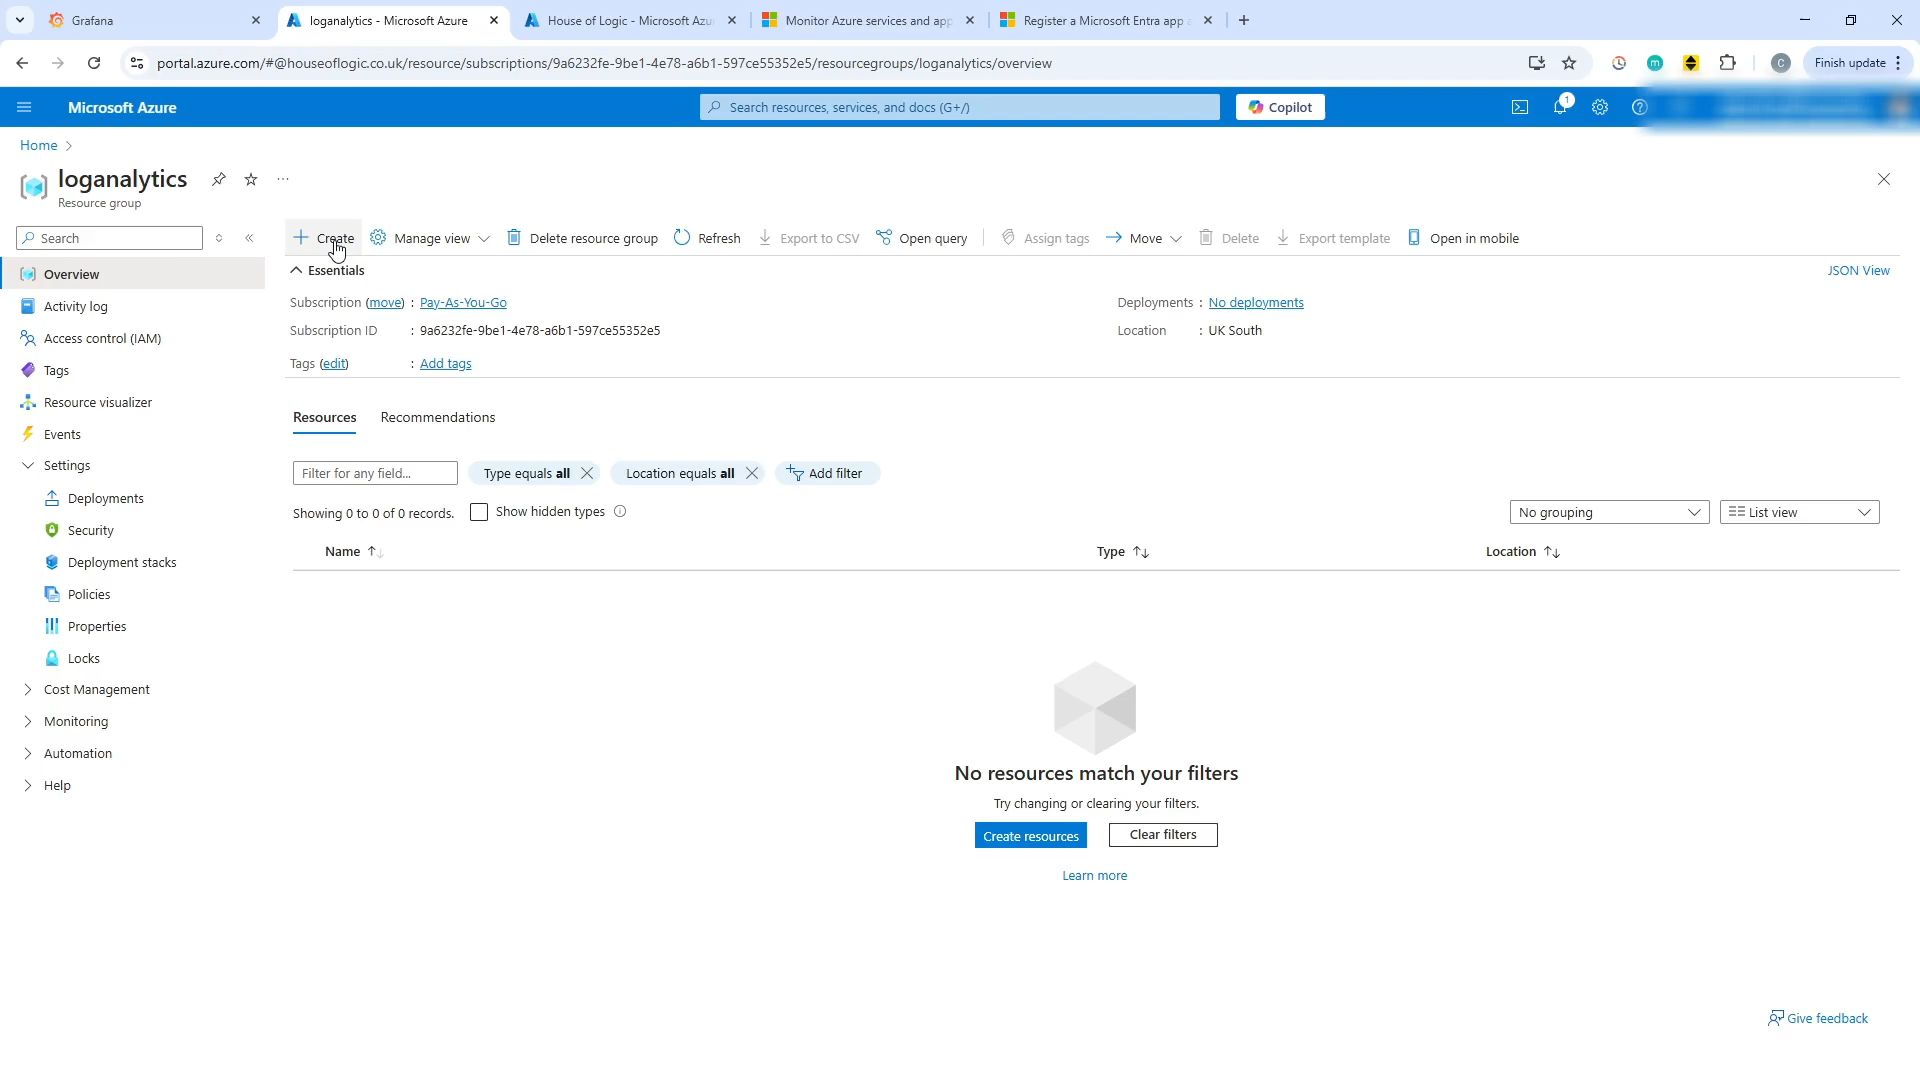 Grafana
loganalytics - Microsoft Azure
House of Logic - Microsoft Azu
Monitor Azure services and app
Register a Microsoft Entra app a
portal.azure.com/#@houseoflogic.co.uk/resource/subscriptions/9a6232fe-9be1-4e78-a6b1-597ce55352e5/resourcegroups/loganalytics/overview
m
C
Finish update
Microsoft Azure
Search resources, services, and docs (G+/)
Copilot
1
Home
loganalytics
Resource group
Search
Create
Manage view
Delete resource group
Refresh
Export to CSV
Open query
Assign tags
Move
Delete
Export template
Open in mobile
Overview
Activity log
Access control (IAM)
Tags
Resource visualizer
Events
Settings
Deployments
Security
Deployment stacks
Policies
Properties
Locks
Cost Management
Monitoring
Automation
Help
Essentials
JSON View
Subscription (move) : Pay-As-You-Go
Deployments : No deployments
Subscription ID : 9a6232fe-9be1-4e78-a6b1-597ce55352e5
Location : UK South
Tags (edit) : Add tags
Resources
Recommendations
Filter for any field...
Type equals all
Location equals all
Add filter
Showing 0 to 0 of 0 records.
Show hidden types
No grouping
List view
Name
Type
Location
No resources match your filters
Try changing or clearing your filters.
Create resources
Clear filters
Learn more
Give feedback